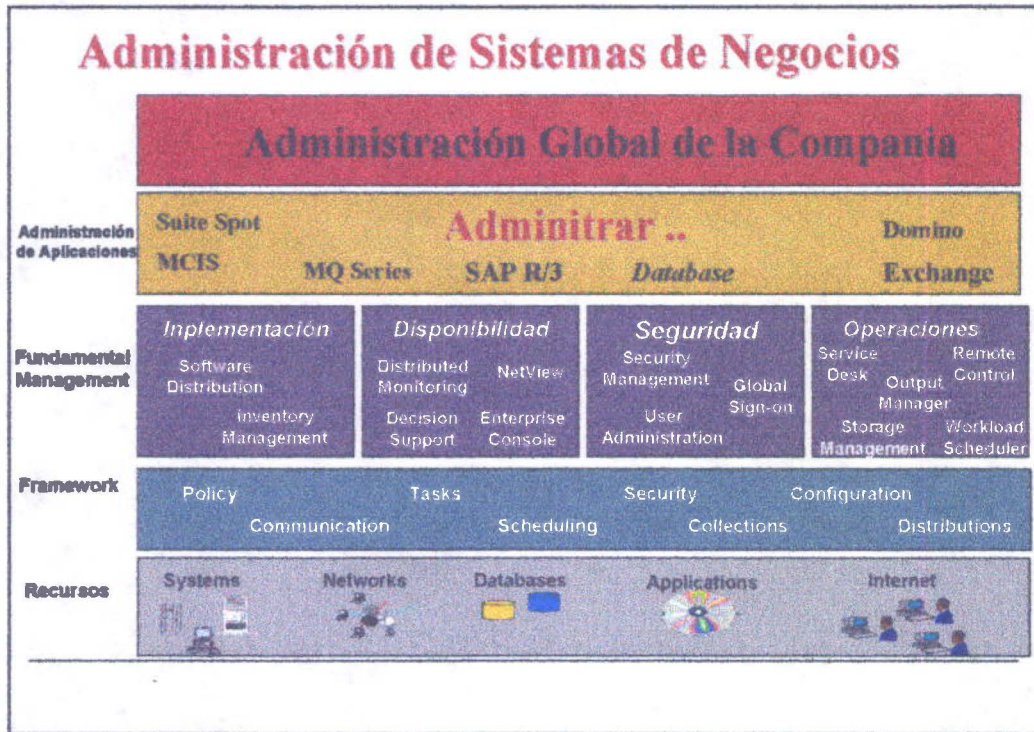 Administración de Sistemas de Negocios
Administración Global de la Compania
Administración
de Aplicaciones
Suite Spot
Adminitrar ..
Domino
MCIS
MQ Series
SAP R/3
Database
Exchange
Fundamental
Management
Inplementación
Software
Distribution
Inventory
Management
Disponibilidad
Distributed
Monitoring
NetView
Decision
Support
Enterprise
Console
Seguridad
Security
Management
Global
Sign-on
User
Administration
Operaciones
Service
Desk
Remote
Control
Output
Manager
Storage
Management
Workload
Scheduler
Framework
Policy
Tasks
Security
Configuration
Communication
Scheduling
Collections
Distributions
Recursos
Systems
Networks
Databases
Applications
Internet